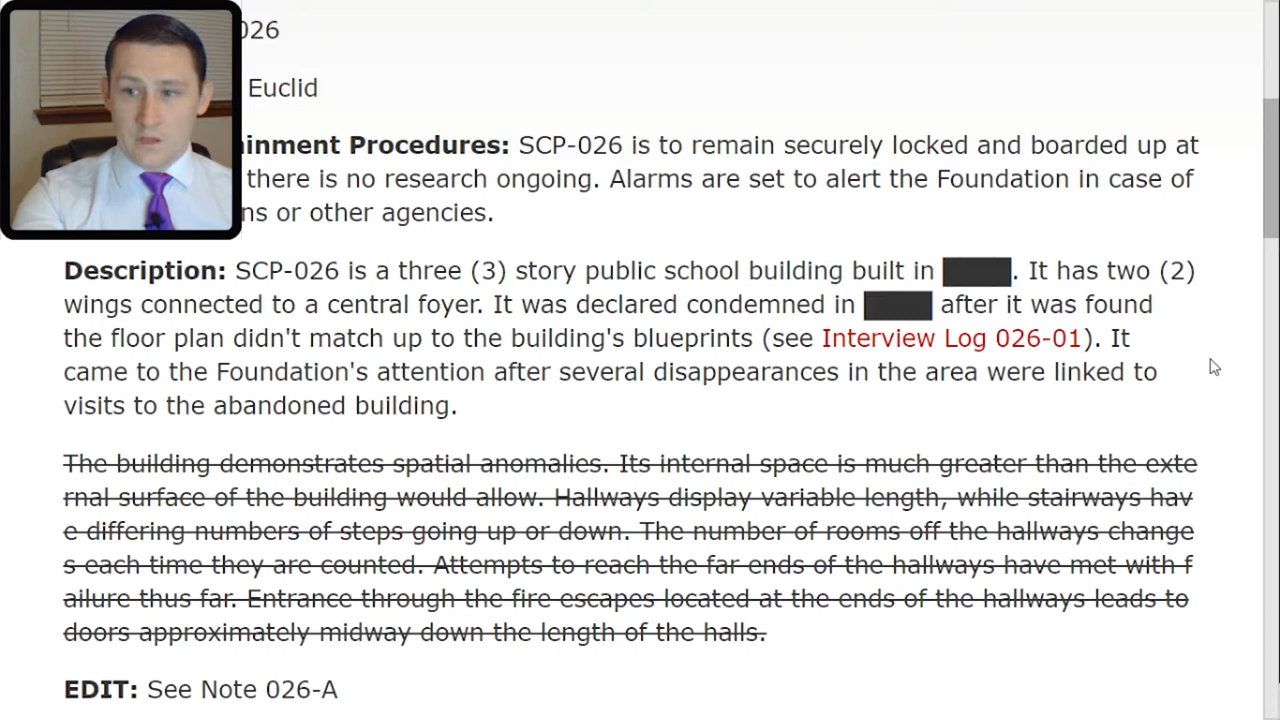 026
Euclid
ainment Procedures: SCP-026 is to remain securely locked and boarded up at
there is no research ongoing. Alarms are set to alert the Foundation in case of
ns or other agencies.
Description: SCP-026 is a three (3) story public school building built in . It has two (2)
wings connected to a central foyer. It was declared condemned in after it was found
the floor plan didn't match up to the building's blueprints (see Interview Log 026-01). It
came to the Foundation's attention after several disappearances in the area were linked to
visits to the abandoned building.
The building demonstrates spatial anomalies. Its internal space is much greater than the exte
rnal surface of the building would allow. Hallways display variable length, while stairways hav
e differing numbers of steps going up or down. The number of rooms off the hallways change
s each time they are counted. Attempts to reach the far ends of the hallways have met with f
ailure thus far. Entrance through the fire escapes located at the ends of the hallways leads to
doors approximately midway down the length of the halls.
EDIT: See Note 026-A